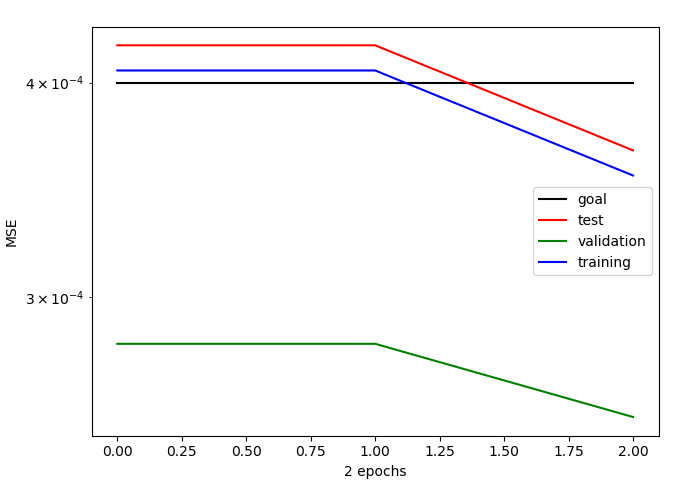 MSE
4 × 10⁻⁴
3 × 10⁻⁴
goal
test
validation
training
0.00 0.25 0.50 0.75 1.00 1.25 1.50 1.75 2.00
2 epochs